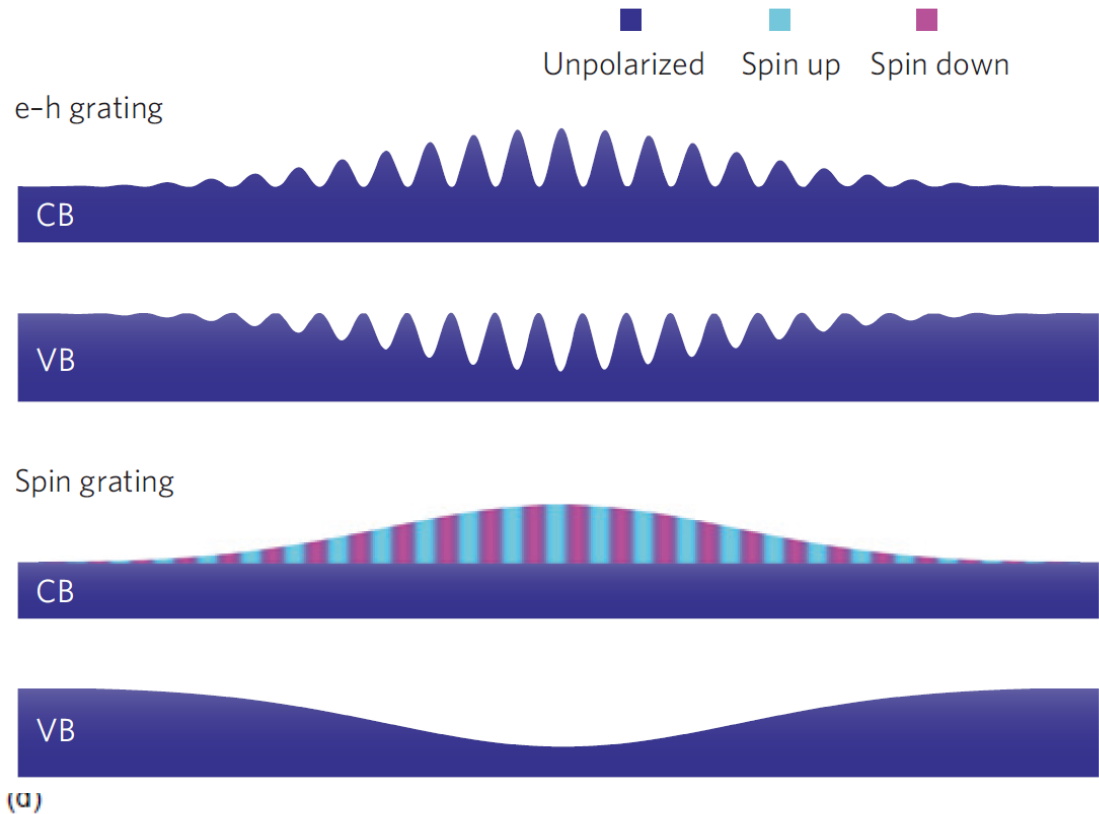 Unpolarized Spin up Spin down
e–h grating
CB
VB
Spin grating
CB
VB
(d)